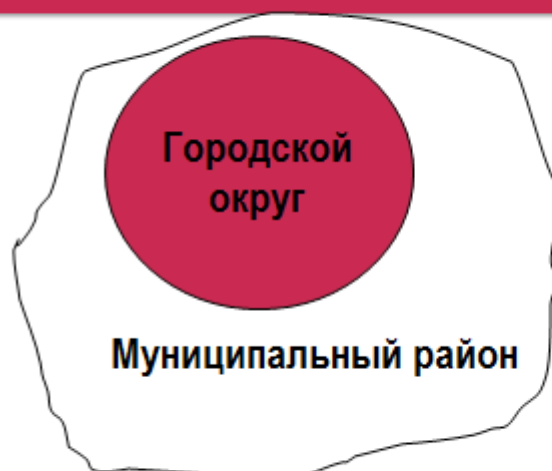 Городской
округ
Муниципальный район